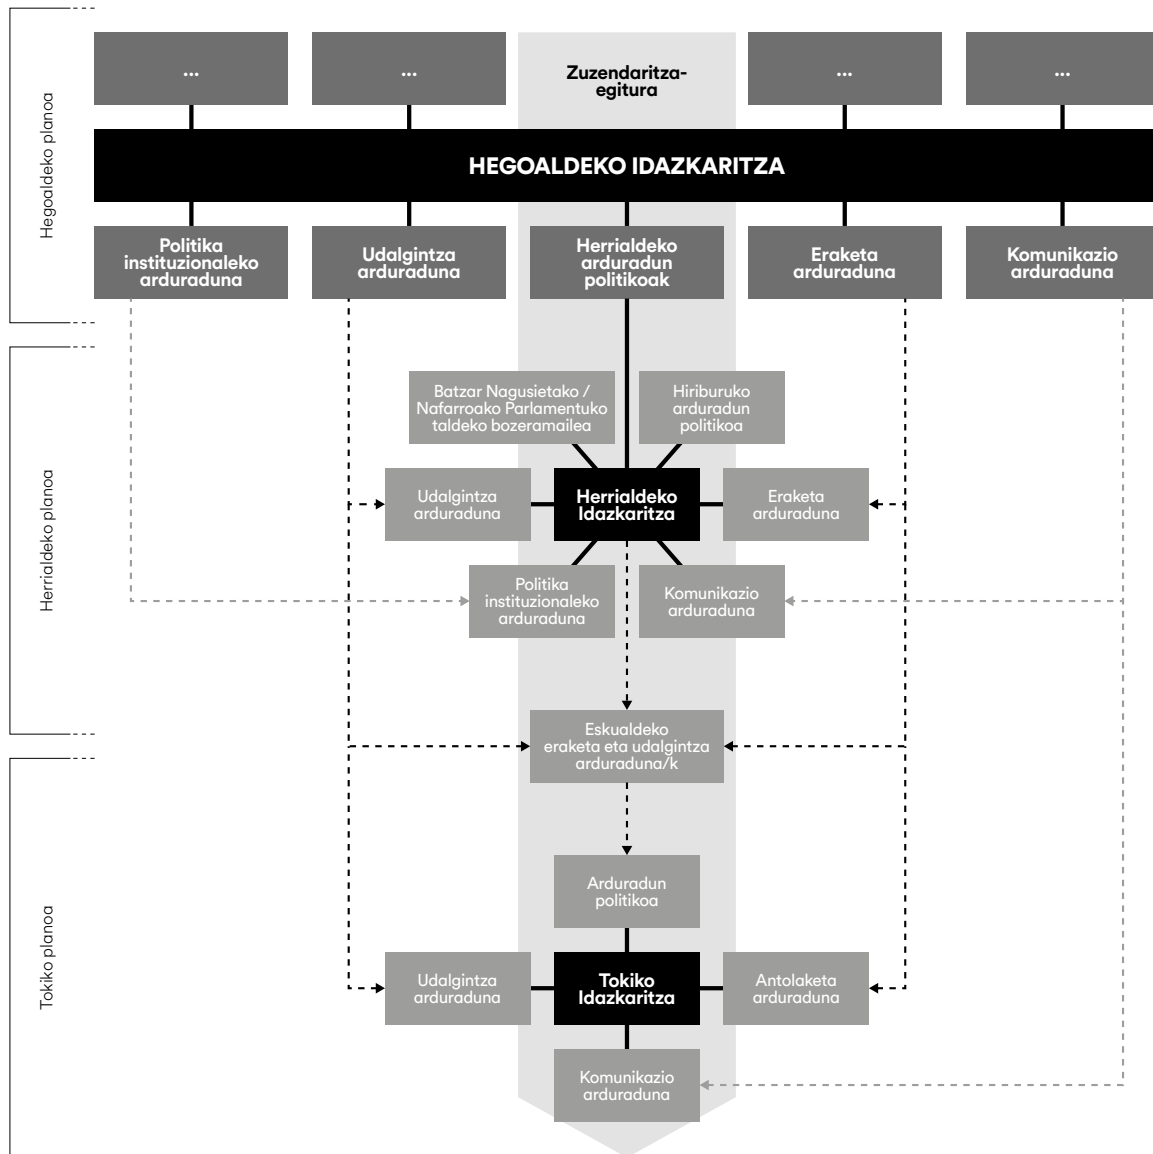 Hegoaldeko planoa
...
...
Zuzendaritza-
egitura
...
...
HEGOALDEKO IDAZKARITZA
Politika
instituzionaleko
arduraduna
Udalgintza
arduraduna
Herrialdeko
arduradun
politikoak
Eraketa
arduraduna
Komunikazio
arduraduna
Herrialdeko planoa
Batzar Nagusietako /
Nafarroako Parlamentuko
taldeko bozeramailea
Hiriburuko
arduradun
politikoa
Udalgintza
arduraduna
Herrialdeko
Idazkaritza
Eraketa
arduraduna
Politika
instituzionaleko
arduraduna
Komunikazio
arduraduna
Eskualdeko
eraketa eta udalgintza
arduraduna/k
Tokiko planoa
Arduradun
politikoa
Udalgintza
arduraduna
Tokiko
Idazkaritza
Antolaketa
arduraduna
Komunikazio
arduraduna